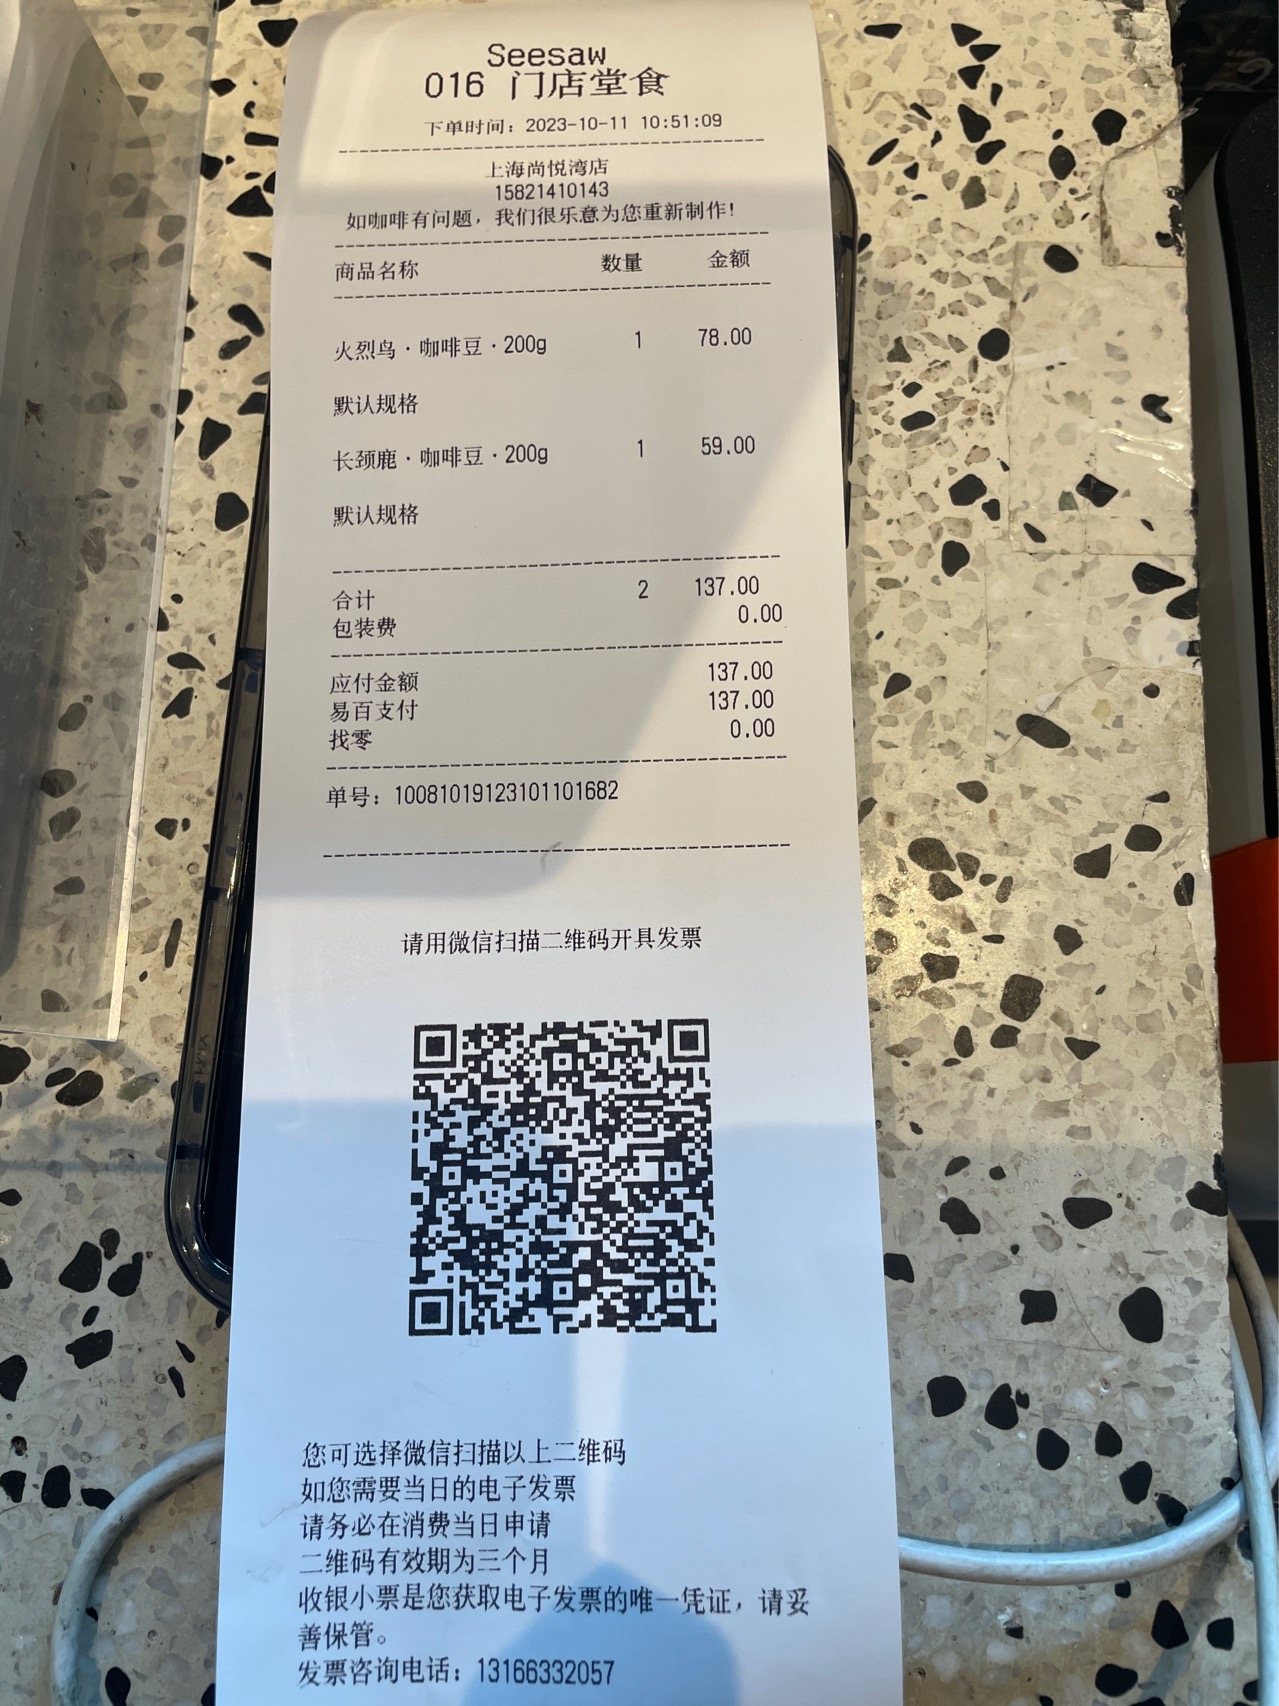 Seesaw
016 门店堂食
下单时间：2023-10-11 10:51:09
上海尚悦湾店
15821410143
如咖啡有问题，我们很乐意为您重新制作！
商品名称 数量 金额
火烈鸟·咖啡豆·200g 1 78.00
默认规格
长颈鹿·咖啡豆·200g 1 59.00
默认规格
合计 2 137.00
包装费 0.00
应付金额 137.00
易百支付 137.00
找零 0.00
单号：10081019123101101682
请用微信扫描二维码开具发票
您可选择微信扫描以上二维码
如您需要当日的电子发票
请务必在消费当日申请
二维码有效期为三个月
收银小票是您获取电子发票的唯一凭证，请妥
善保管。
发票咨询电话：13166332057